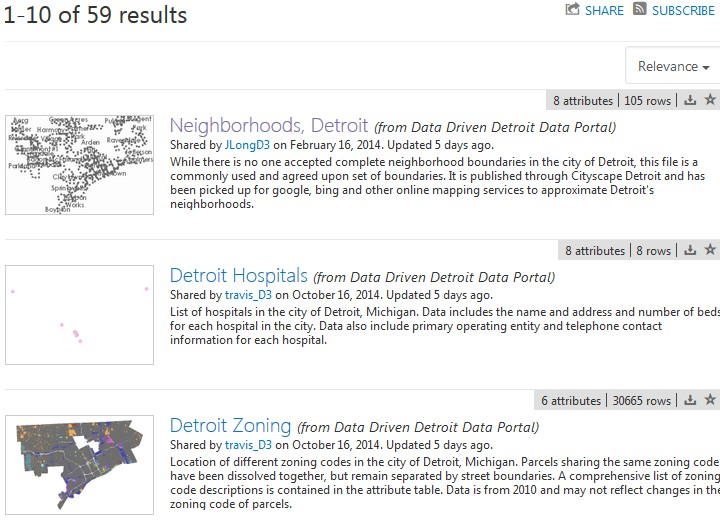 1-10 of 59 results
SHARE SUBSCRIBE
Relevance
8 attributes | 105 rows |
Neighborhoods, Detroit (from Data Driven Detroit Data Portal)
Shared by JLongD3 on February 16, 2014. Updated 5 days ago.
While there is no one accepted complete neighborhood boundaries in the city of Detroit, this file is a
commonly used and agreed upon set of boundaries. It is published through Cityscape Detroit and has
been picked up for google, bing and other online mapping services to approximate Detroit's
neighborhoods.
8 attributes | 8 rows |
Detroit Hospitals (from Data Driven Detroit Data Portal)
Shared by travis_D3 on October 16, 2014. Updated 5 days ago.
List of hospitals in the city of Detroit, Michigan. Data includes the name and address and number of beds
for each hospital in the city. Data also include primary operating entity and telephone contact
information for each hospital.
6 attributes | 30665 rows |
Detroit Zoning (from Data Driven Detroit Data Portal)
Shared by travis_D3 on October 16, 2014. Updated 5 days ago.
Location of different zoning codes in the city of Detroit, Michigan. Parcels sharing the same zoning code
have been dissolved together, but remain separated by street boundaries. A comprehensive list of zoning
code descriptions is contained in the attribute table. Data is from 2010 and may not reflect changes in the
zoning code of parcels.